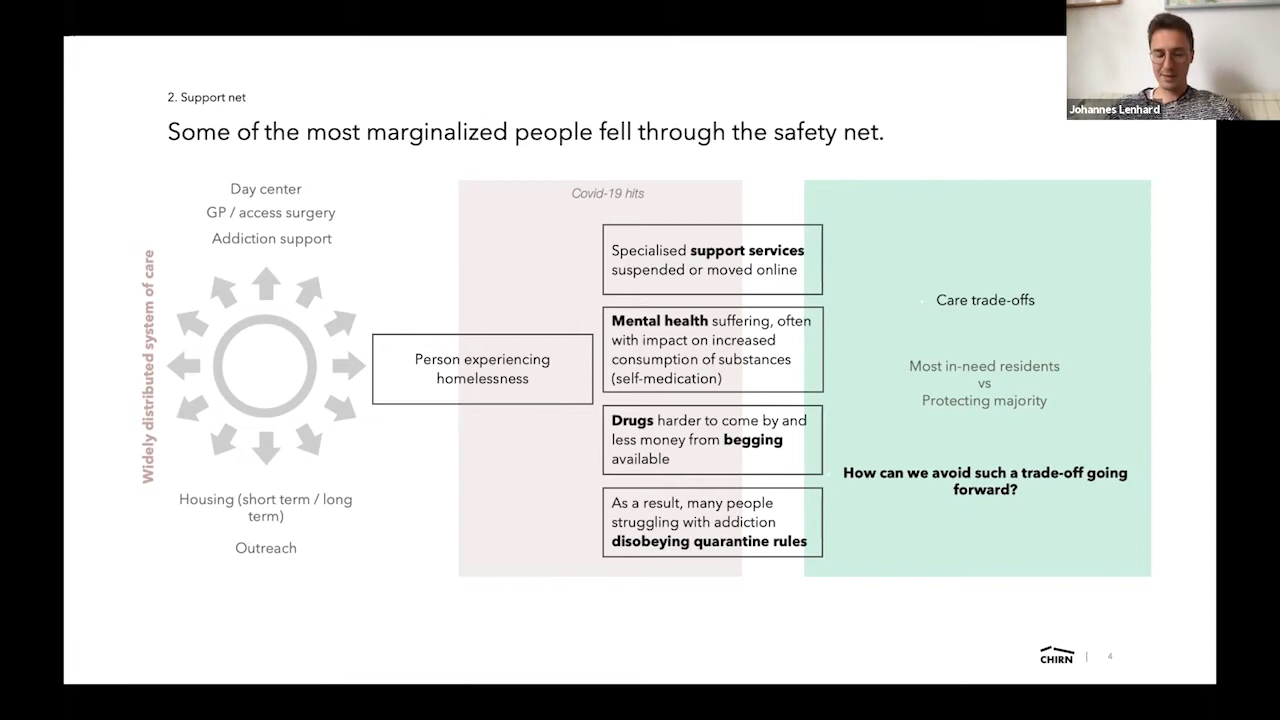 Johannes Lenhard
2. Support net
Some of the most marginalized people fell through the safety net.
Widely distributed system of care
Day center
GP / access surgery
Addiction support
Housing (short term / long
term)
Outreach
Person experiencing
homelessness
Covid-19 hits
Specialised support services
suspended or moved online
Mental health suffering, often
with impact on increased
consumption of substances
(self-medication)
Drugs harder to come by and
less money from begging
available
As a result, many people
struggling with addiction
disobeying quarantine rules
Care trade-offs
Most in-need residents
vs
Protecting majority
How can we avoid such a trade-off going
forward?
CHIRN
4